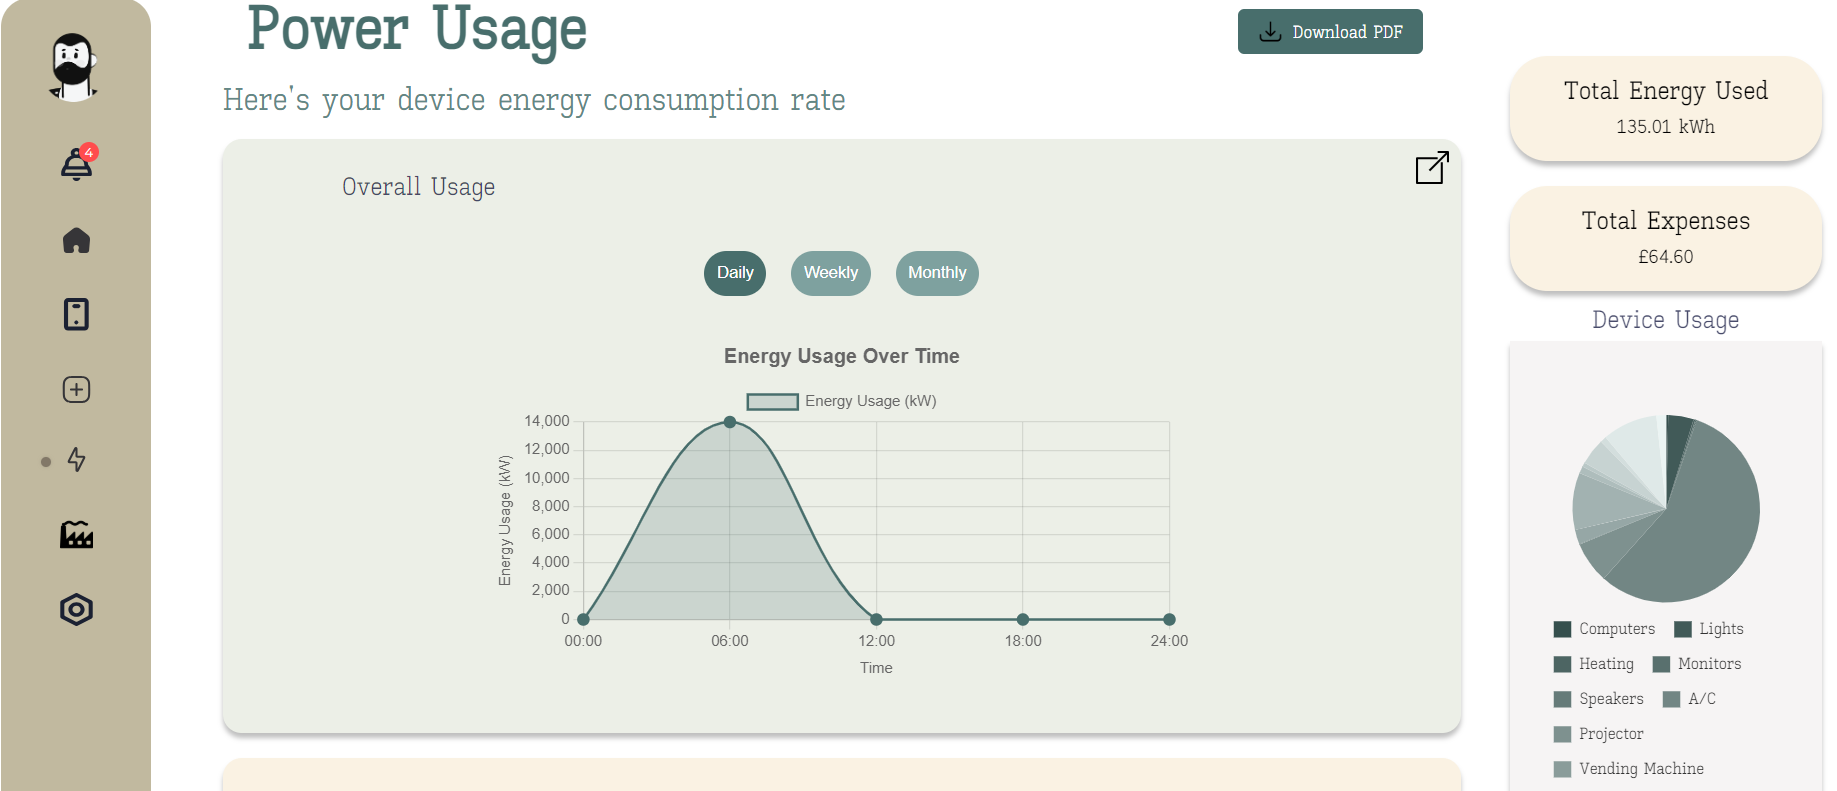 Power Usage
Download PDF
Here's your device energy consumption rate
4
Overall Usage
Daily Weekly Monthly
Energy Usage Over Time
Energy Usage (kW)
14,000
12,000
10,000
8,000
6,000
4,000
2,000
0
Energy Usage (kW)
00:00 06:00 12:00 18:00 24:00
Time
Total Energy Used
135.01 kWh
Total Expenses
£64.60
Device Usage
Computers Lights
Heating Monitors
Speakers A/C
Projector
Vending Machine